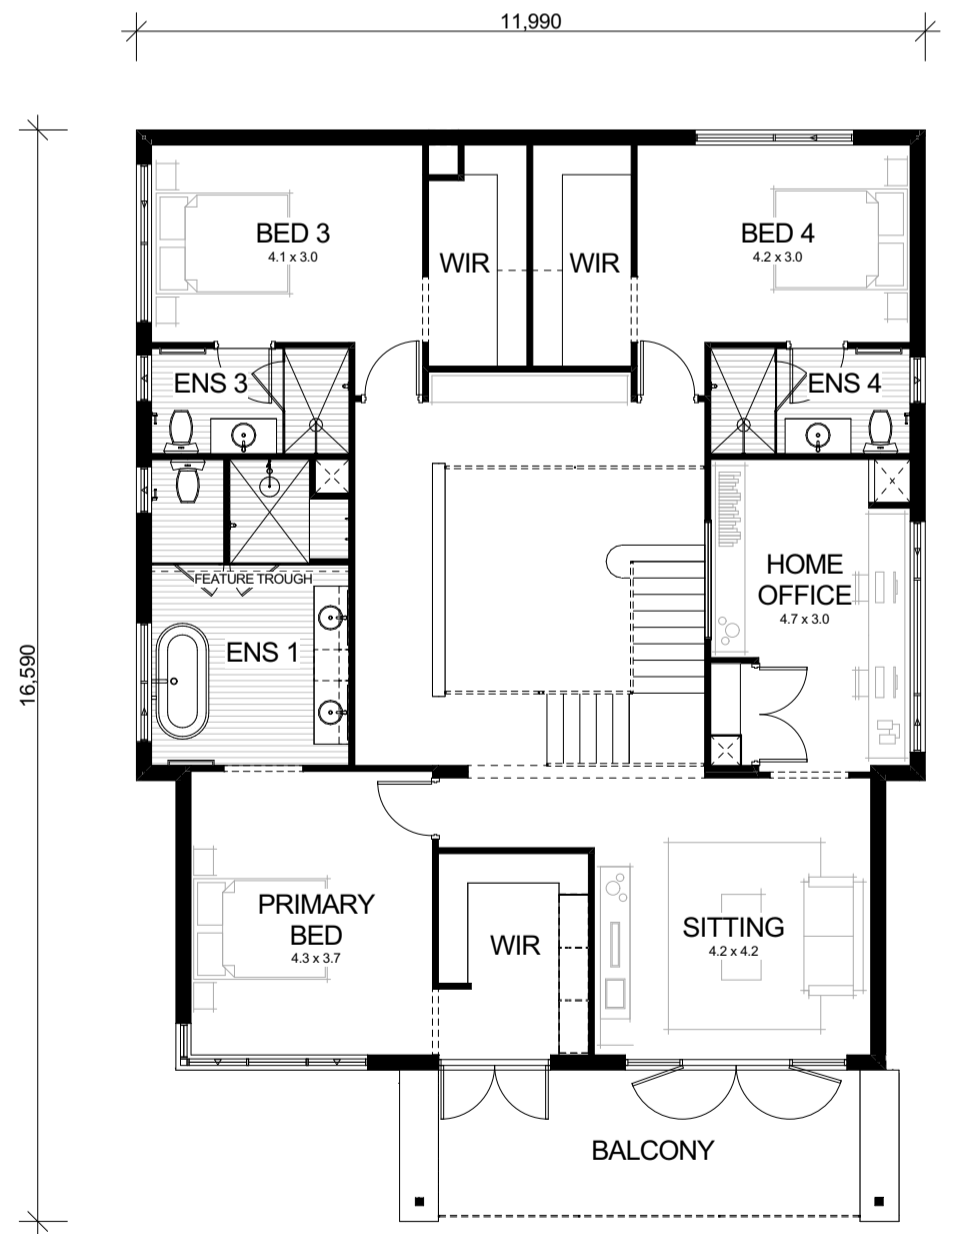 11,990
16,590
BED 3
4.1 x 3.0
WIR
WIR
BED 4
4.2 x 3.0
ENS 3
ENS 4
FEATURE TROUGH
ENS 1
HOME
OFFICE
4.7 x 3.0
PRIMARY
BED
4.3 x 3.7
WIR
SITTING
4.2 x 4.2
BALCONY